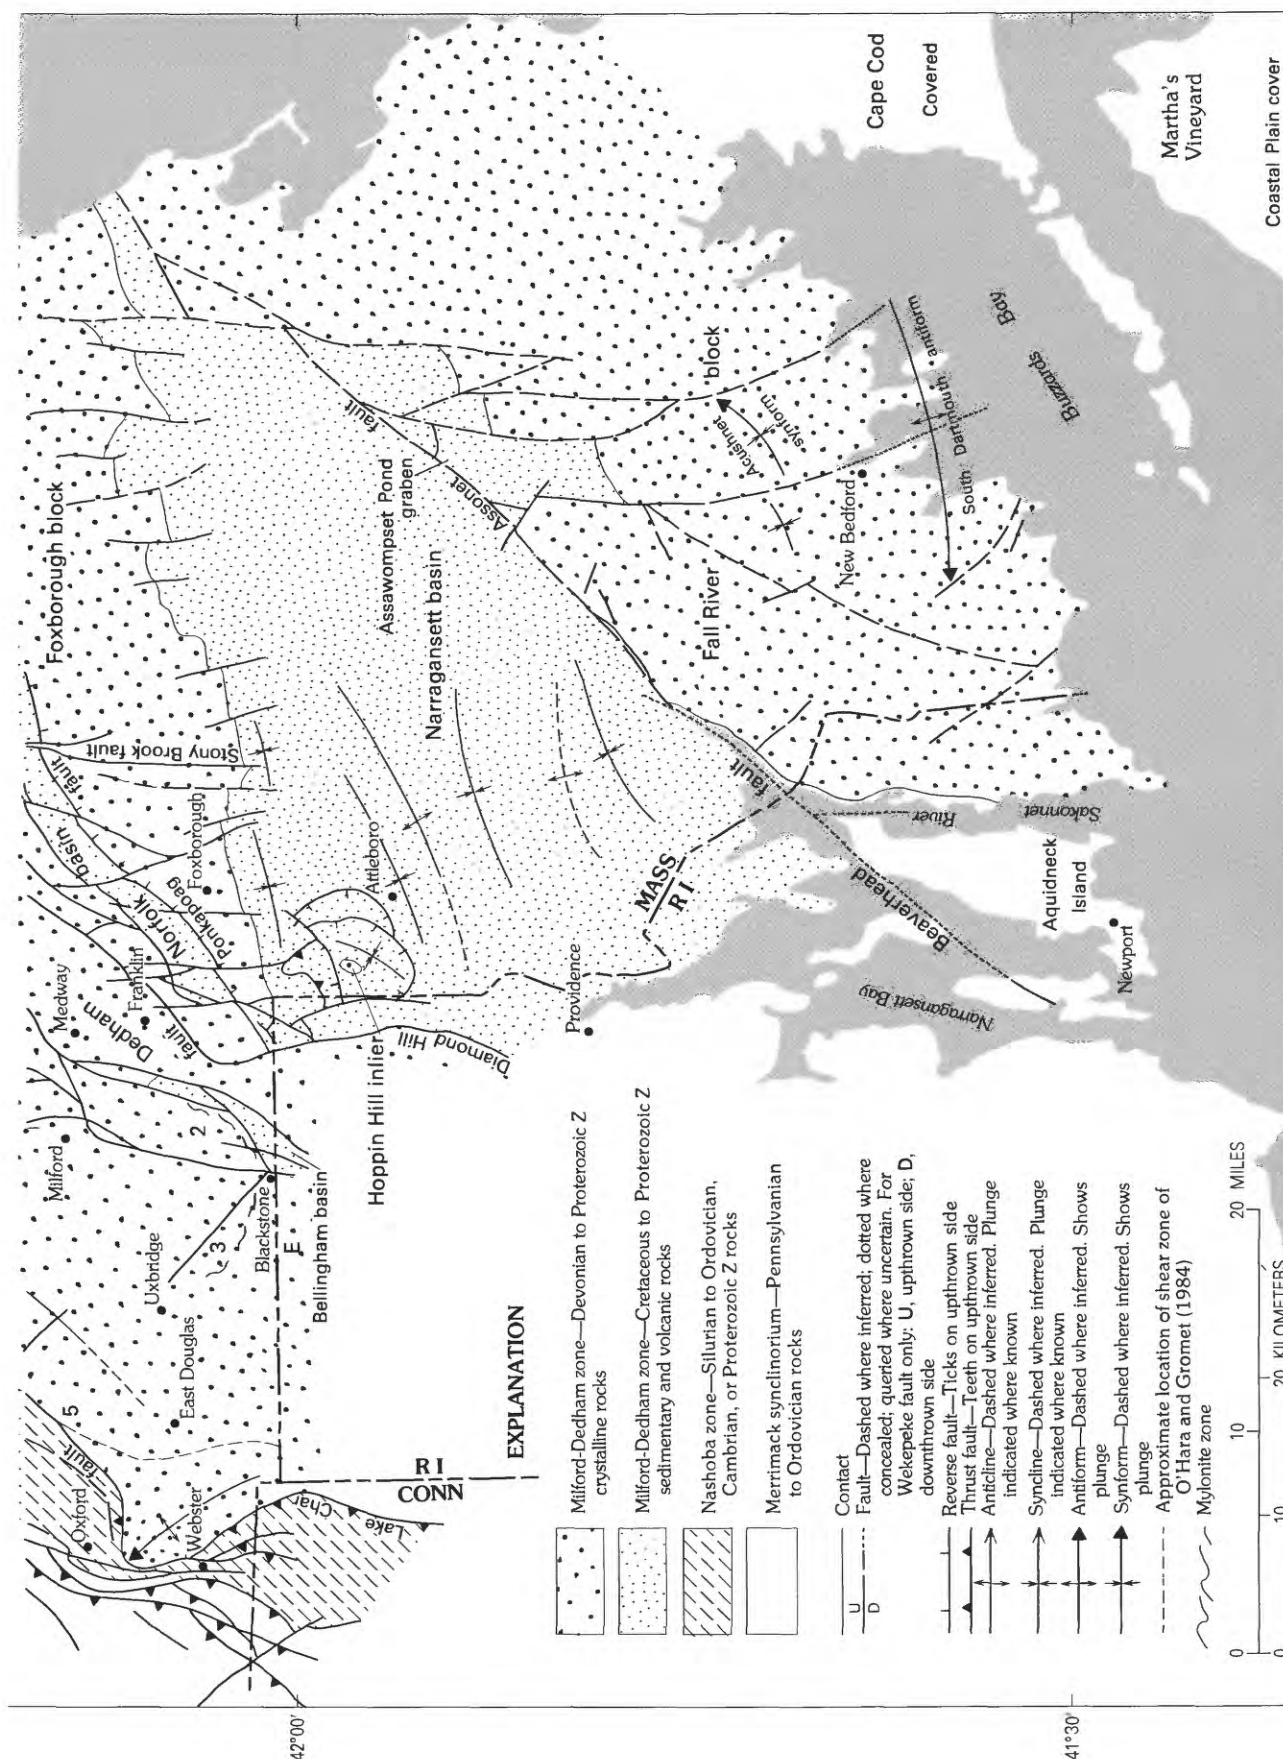 Foxborough block
Stony Brook fault
fault
basin
Norfolk
Ponkapoag
Foxborough
Medway
Franklin
Dedham
fault
Milford
2
3
Uxbridge
Blackstone
E
Bellingham basin
East Douglas
5
fault
Oxford
Webster
Lake
Char
R I
CONN
42°00'
41°30'
Cape Cod
Covered
Martha's
Vineyard
Coastal Plain cover
Buzzards
Bay
fault
Assonet
Assawompset Pond
graben
Narragansett basin
block
Fall River
Acushnet
synform
New Bedford
South Dartmouth antiform
Attleboro
Hoppin Hill inlier
Diamond Hill
MASS
R I
Providence
fault
Beaverhead
River
Sakonnet
Aquidneck
Island
Newport
Narragansett Bay
EXPLANATION
Milford-Dedham zone—Devonian to Proterozoic Z
crystalline rocks
Milford-Dedham zone—Cretaceous to Proterozoic Z
sedimentary and volcanic rocks
Nashoba zone—Silurian to Ordovician,
Cambrian, or Proterozoic Z rocks
Merrimack synclinorium—Pennsylvanian
to Ordovician rocks
Contact
U
D
Fault—Dashed where inferred; dotted where
concealed; queried where uncertain. For
Wekepeke fault only: U, upthrown side; D,
downthrown side
Reverse fault—Ticks on upthrown side
Thrust fault—Teeth on upthrown side
Anticline—Dashed where inferred. Plunge
indicated where known
Syncline—Dashed where inferred. Plunge
indicated where known
Antiform—Dashed where inferred. Shows
plunge
Synform—Dashed where inferred. Shows
plunge
Approximate location of shear zone of
O'Hara and Gromet (1984)
Mylonite zone
0 10 20 MILES
0 10 20 KILOMETERS